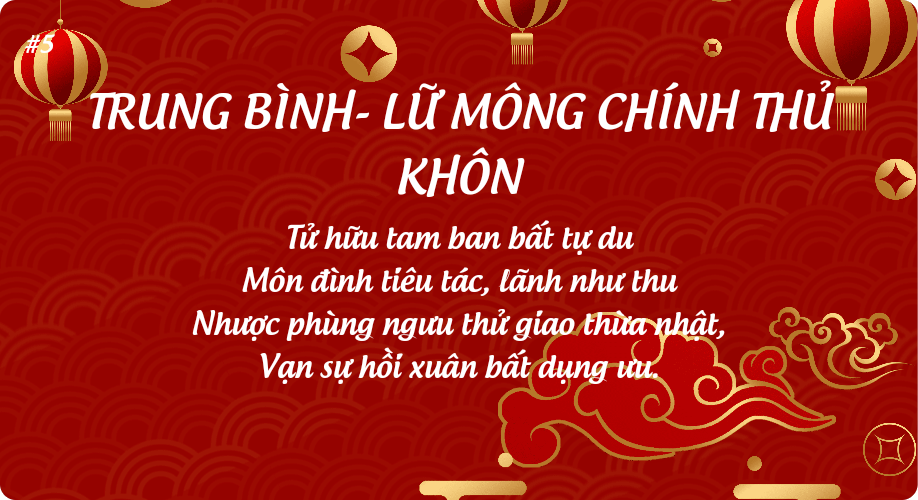 #5
TRUNG BÌNH- LỮ MÔNG CHÍNH THỦ
KHÔN
Tử hữu tam ban bất tự du
Môn đình tiêu tác, lãnh như thu
Nhược phùng ngưu thử giao thừa nhật,
Vạn sự hồi xuân bất dụng ưu.